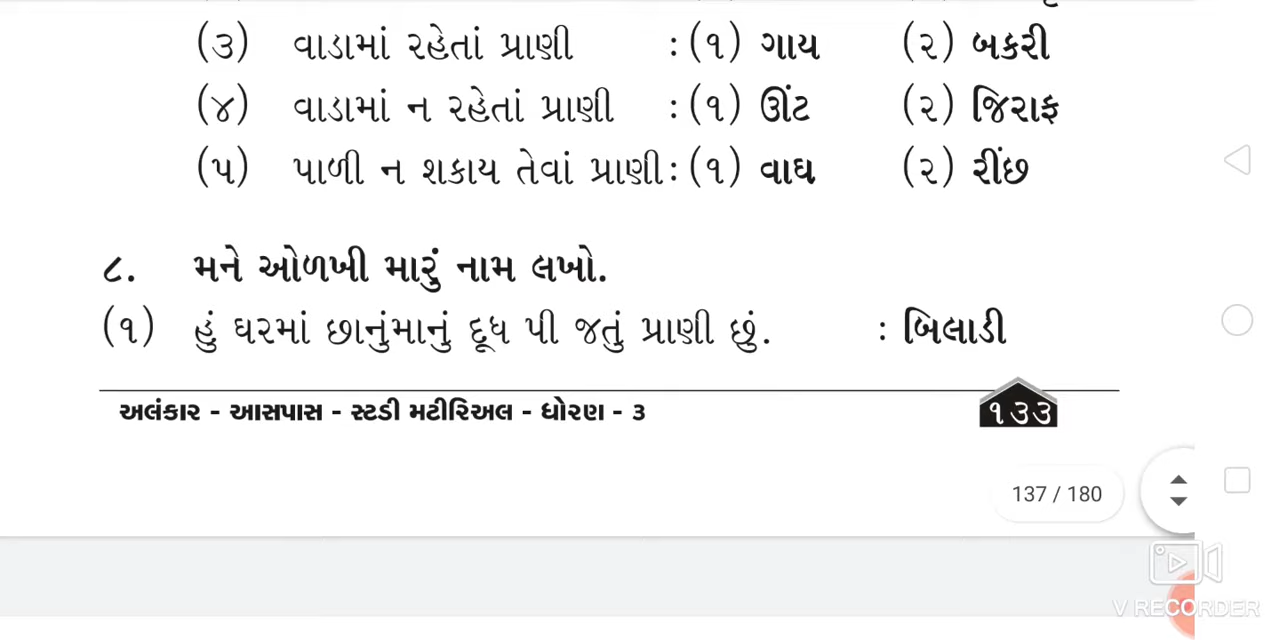 (૩) વાડામાં રહેતાં પ્રાણી : (૧) ગાય (૨) બકરી
(૪) વાડામાં ન રહેતાં પ્રાણી : (૧) ઊંટ (૨) જિરાફ
(૫) પાળી ન શકાય તેવાં પ્રાણી : (૧) વાઘ (૨) રીંછ
૮. મને ઓળખી મારું નામ લખો.
(૧) હું ઘરમાં છાનુંમાનું દૂધ પી જતું પ્રાણી છું. : બિલાડી
અલંકાર - આસપાસ - સ્ટડી મટીરિઅલ - ધોરણ - ૩
૧૩૩
137 / 180
V RECORDER